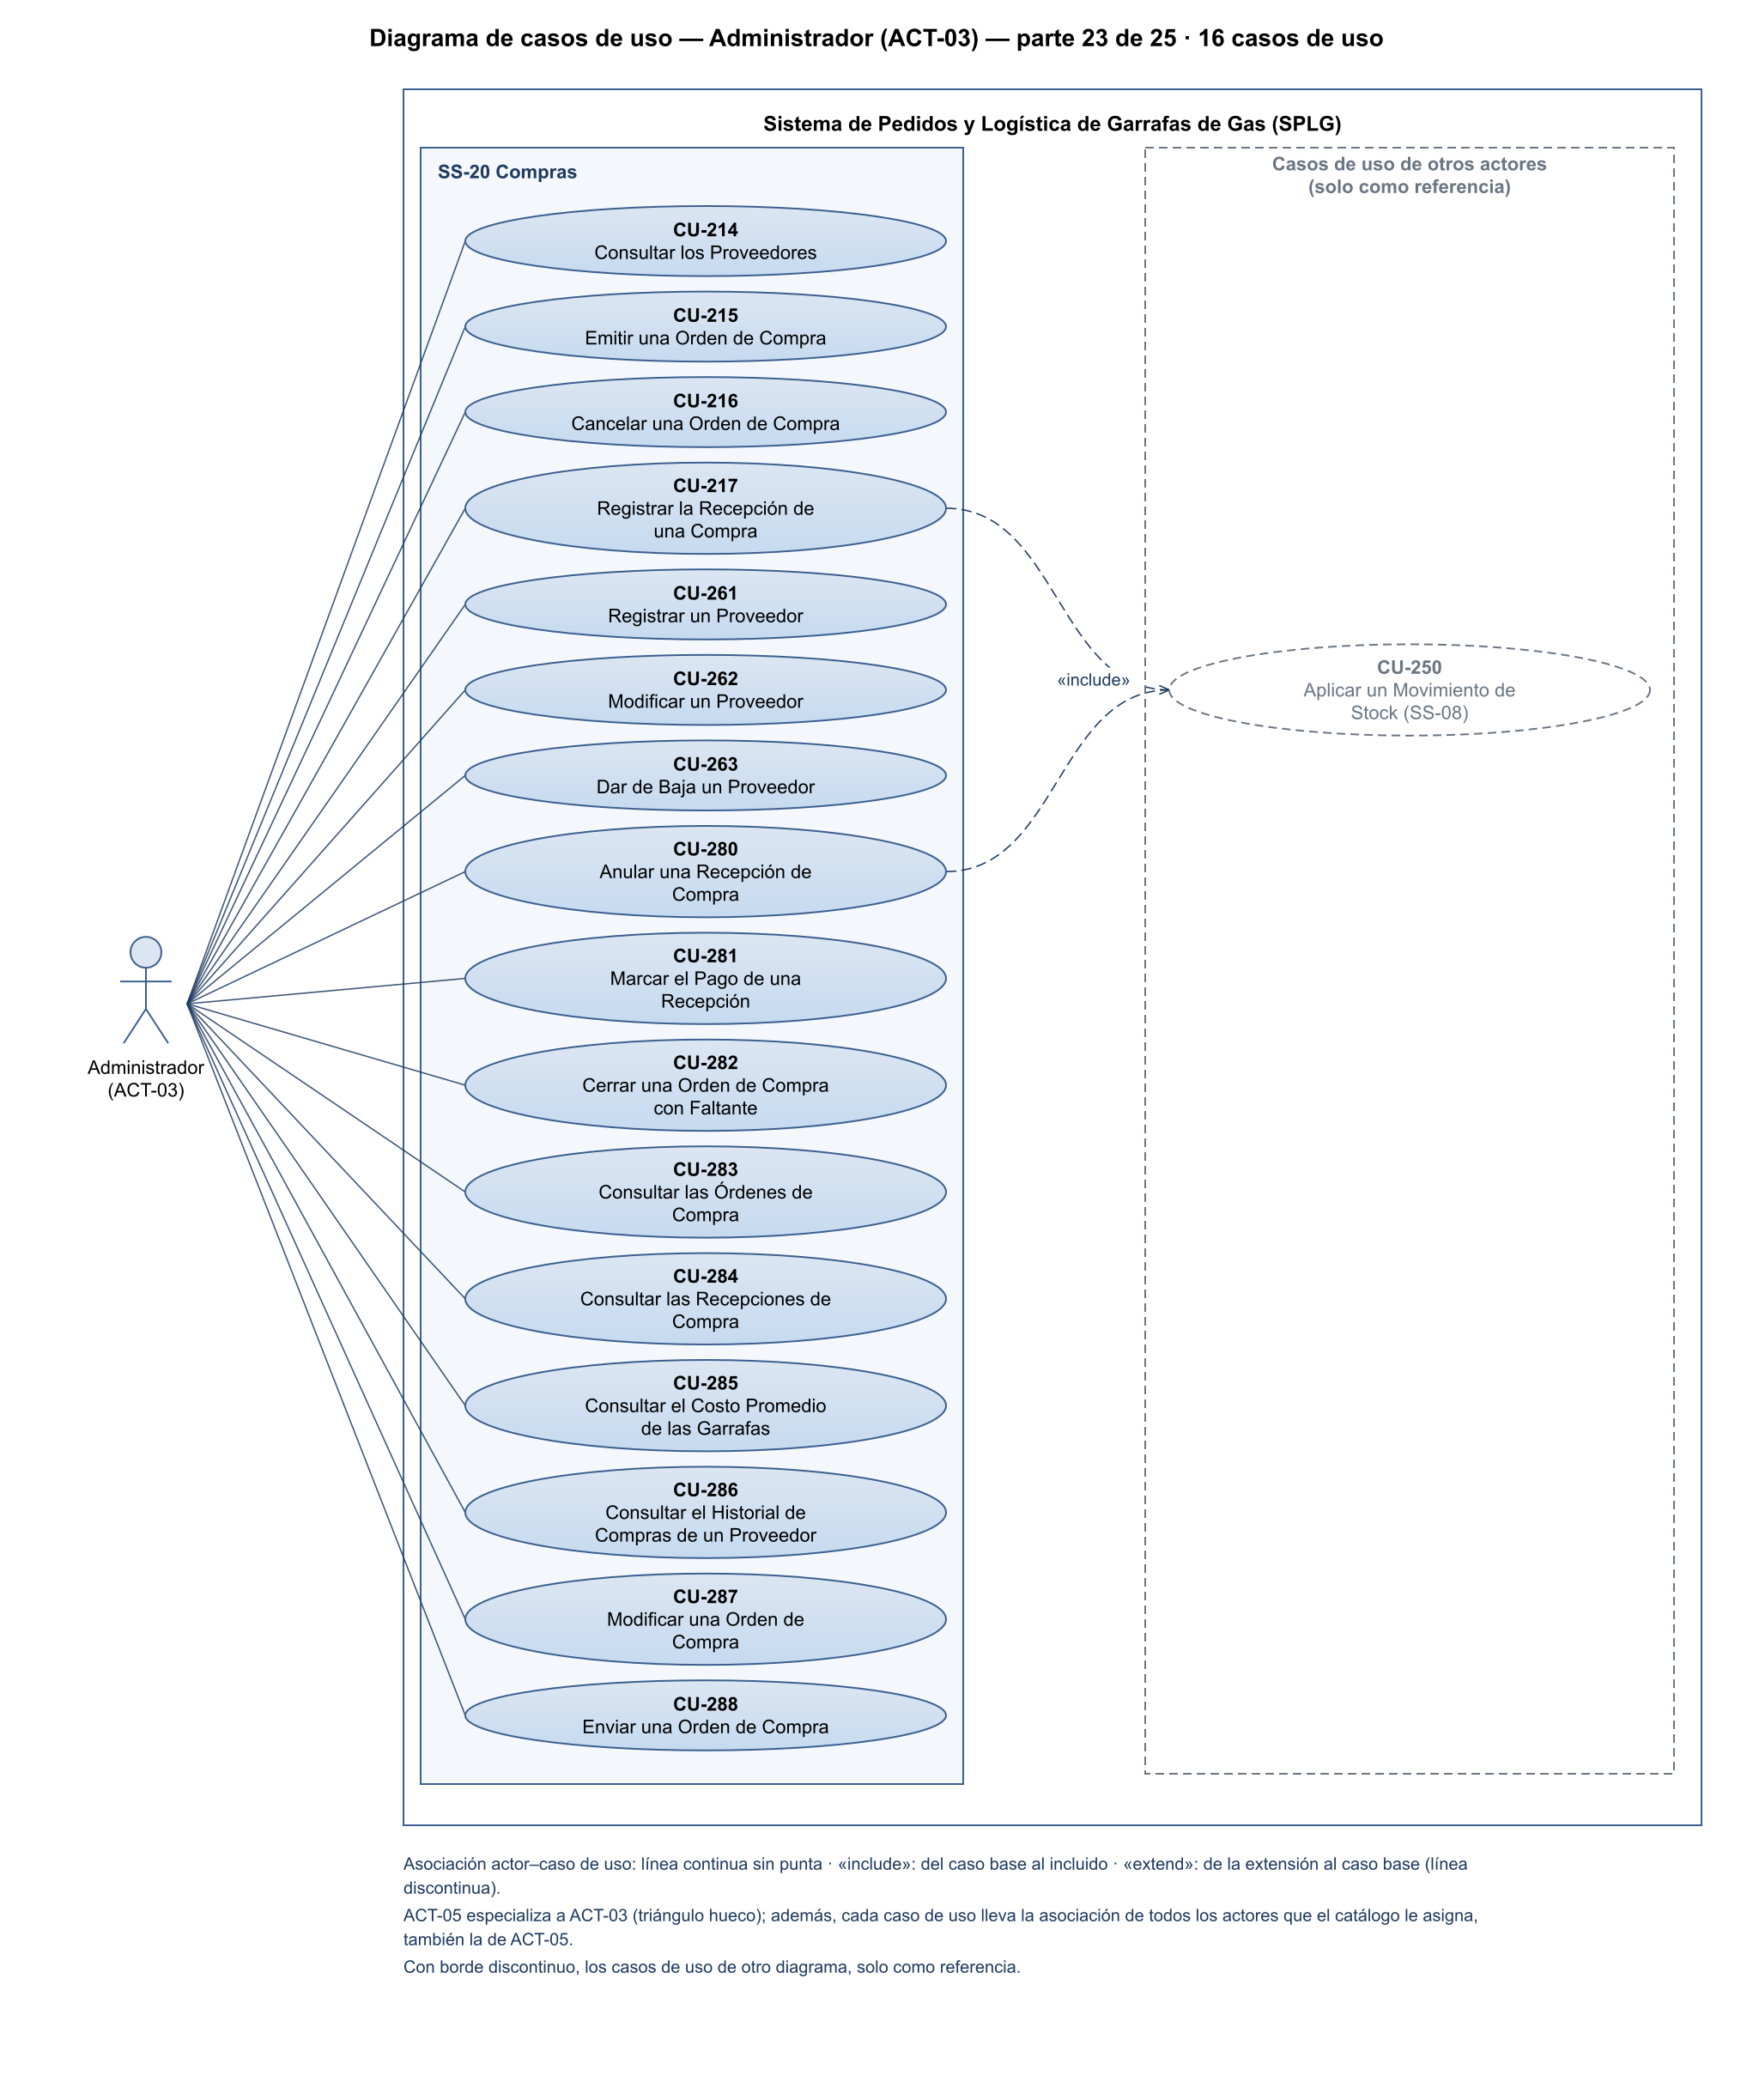 Diagrama de casos de uso — Administrador (ACT-03) — parte 23 de 25 · 16 casos de uso
Sistema de Pedidos y Logística de Garrafas de Gas (SPLG)
SS-20 Compras
Casos de uso de otros actores
(solo como referencia)
CU-214
Consultar los Proveedores
CU-215
Emitir una Orden de Compra
CU-216
Cancelar una Orden de Compra
CU-217
Registrar la Recepción de
una Compra
CU-261
Registrar un Proveedor
CU-262
Modificar un Proveedor
«include»
CU-250
Aplicar un Movimiento de
Stock (SS-08)
CU-263
Dar de Baja un Proveedor
CU-280
Anular una Recepción de
Compra
CU-281
Marcar el Pago de una
Recepción
Administrador
(ACT-03)
CU-282
Cerrar una Orden de Compra
con Faltante
CU-283
Consultar las Órdenes de
Compra
CU-284
Consultar las Recepciones de
Compra
CU-285
Consultar el Costo Promedio
de las Garrafas
CU-286
Consultar el Historial de
Compras de un Proveedor
CU-287
Modificar una Orden de
Compra
CU-288
Enviar una Orden de Compra
Asociación actor–caso de uso: línea continua sin punta · «include»: del caso base al incluido · «extend»: de la extensión al caso base (línea
discontinua).
ACT-05 especializa a ACT-03 (triángulo hueco); además, cada caso de uso lleva la asociación de todos los actores que el catálogo le asigna,
también la de ACT-05.
Con borde discontinuo, los casos de uso de otro diagrama, solo como referencia.